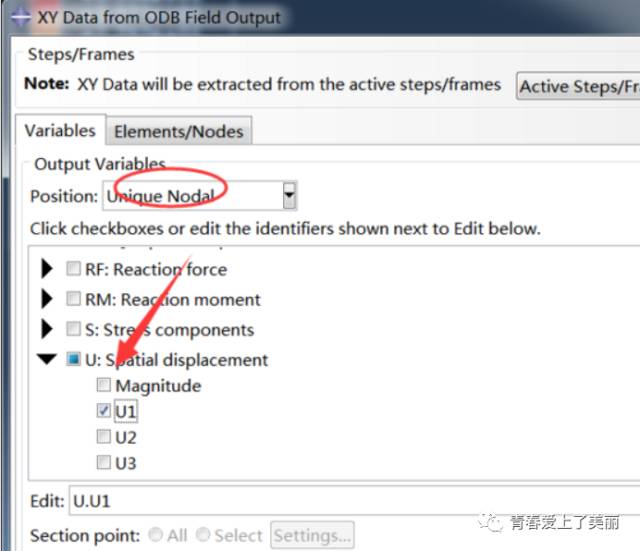 XY Data from ODB Field Output
Steps/Frames
Note: XY Data will be extracted from the active steps/frames
Active Steps/Fr
Variables
Elements/Nodes
Output Variables
Position: Unique Nodal
Click checkboxes or edit the identifiers shown next to Edit below.
RF: Reaction force
RM: Reaction moment
S: Stress components
U: Spatial displacement
Magnitude
U1
U2
U3
Edit: U.U1
Section point: All Select Settings...
青春爱上了美丽